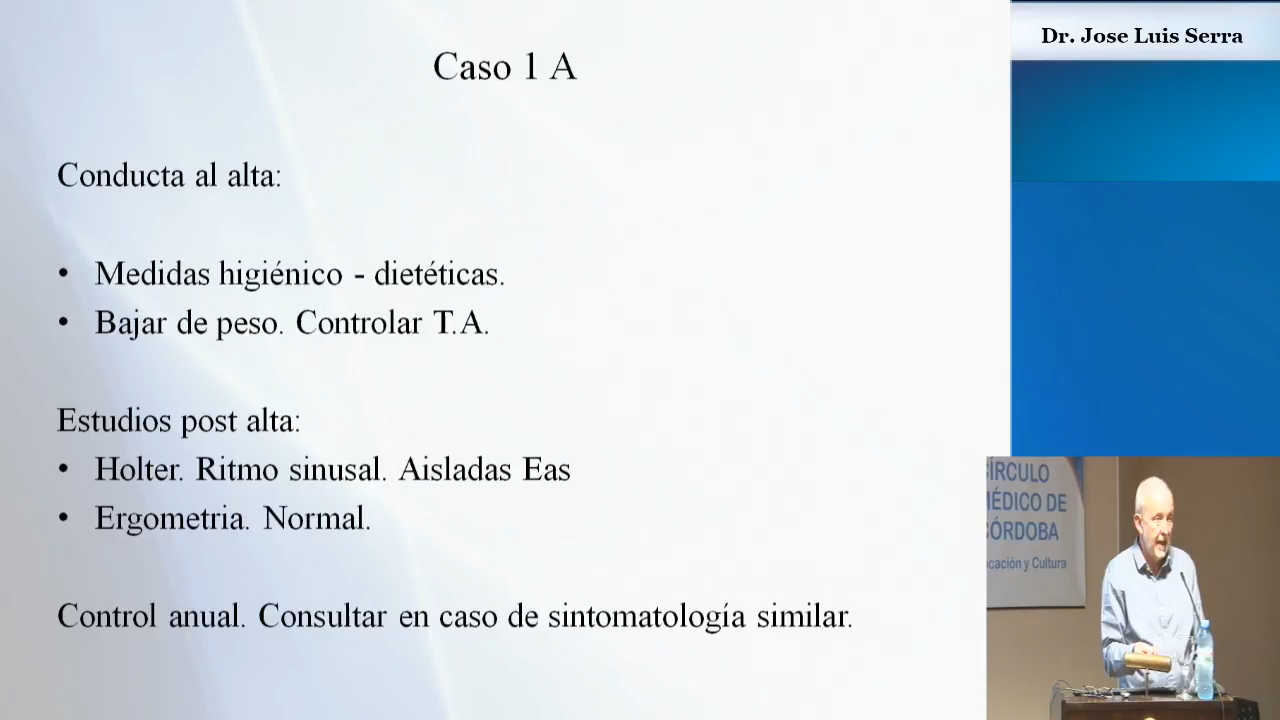 Caso 1 A
Conducta al alta:
• Medidas higiénico - dietéticas.
• Bajar de peso. Controlar T.A.
Estudios post alta:
• Holter. Ritmo sinusal. Aisladas Eas
• Ergometria. Normal.
Control anual. Consultar en caso de sintomatología similar.
Dr. Jose Luis Serra
CÍRCULO
MÉDICO DE
CÓRDOBA
cación y Cultura